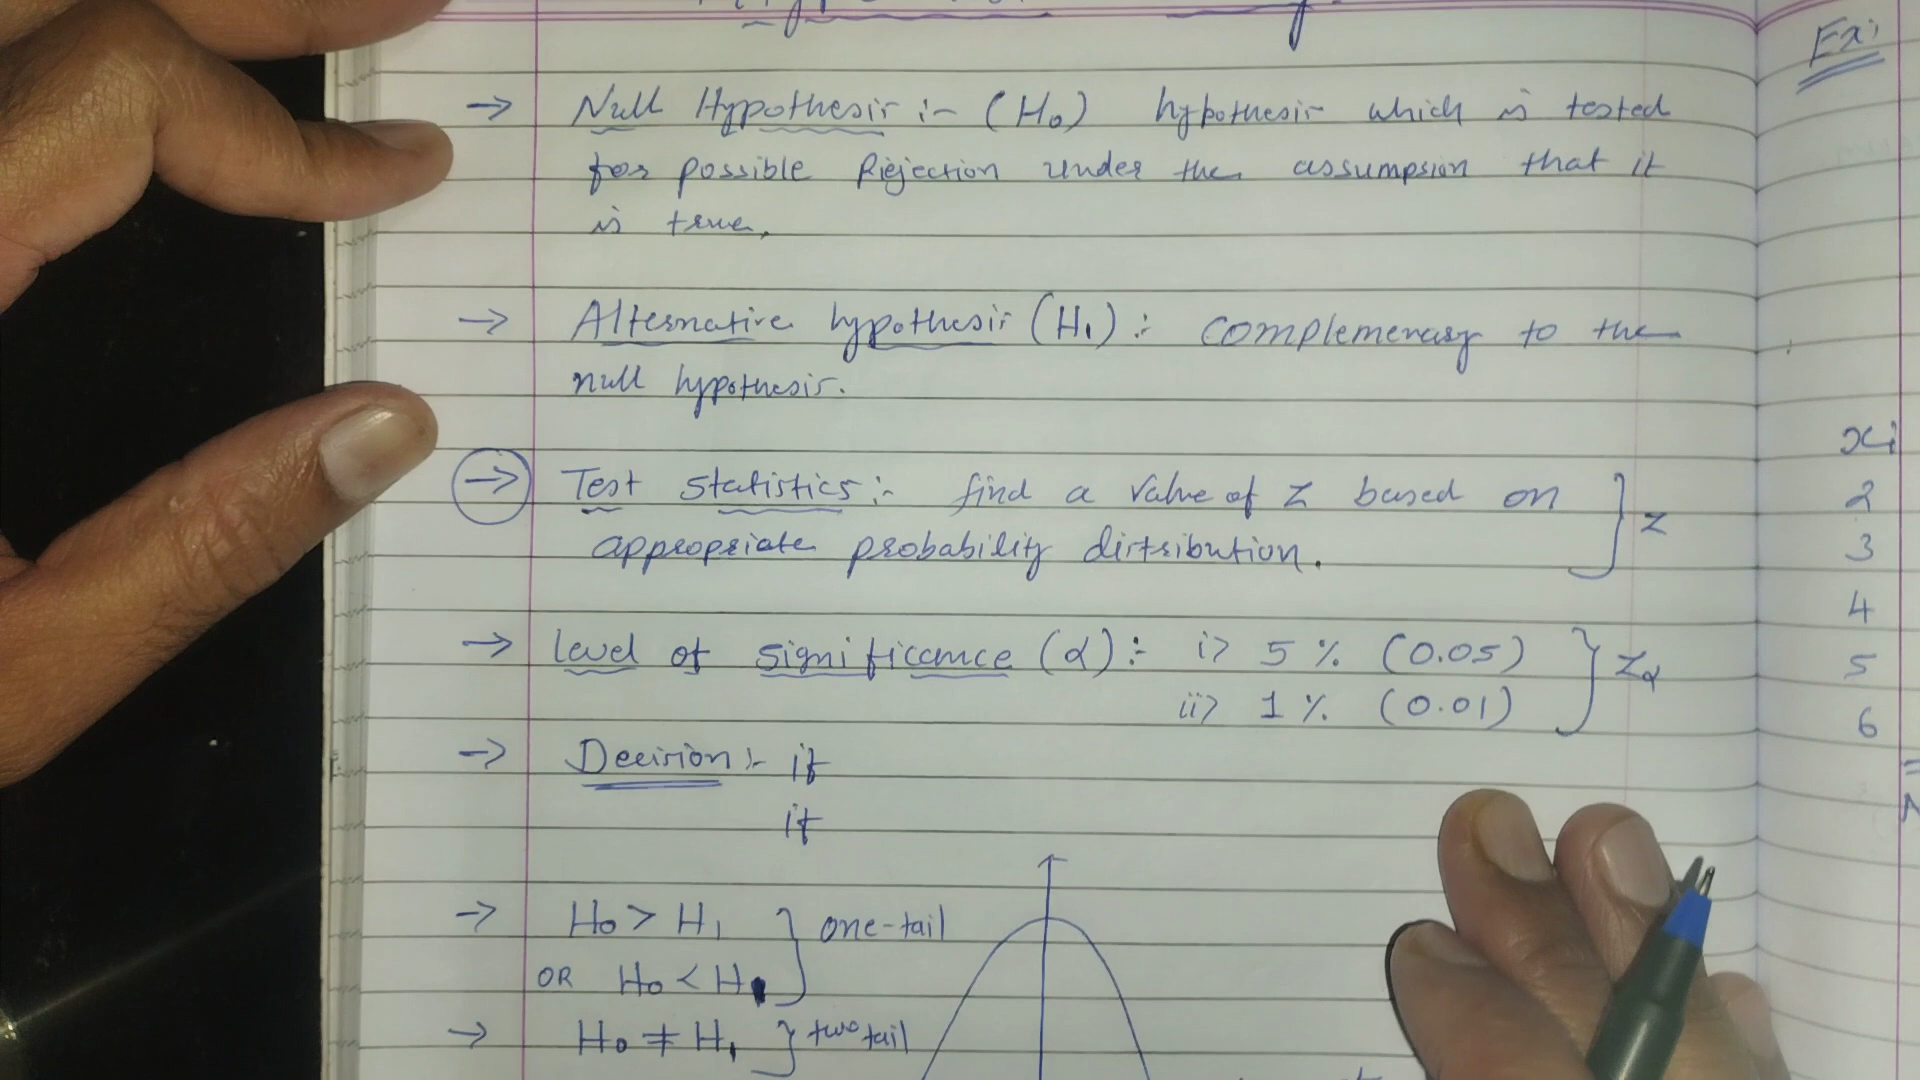 → Null Hypothesis :- (H₀) hypothesis which is tested
for possible Rejection under the assumpsion that it
is true.
→ Alternative hypothesis (H₁) : complemenary to the
null hypothesis.
→ Test Statistics :- find a value of Z based on
appropriate probability distribution. } Z
→ level of significance (α) :- i) 5 % (0.05)
ii) 1 % (0.01) } Zα
→ Decision :- if
if
→ H₀ > H₁ } one-tail
OR H₀ < H₁
→ H₀ ≠ H₁ } two tail
Ex:
xi
2
3
4
5
6